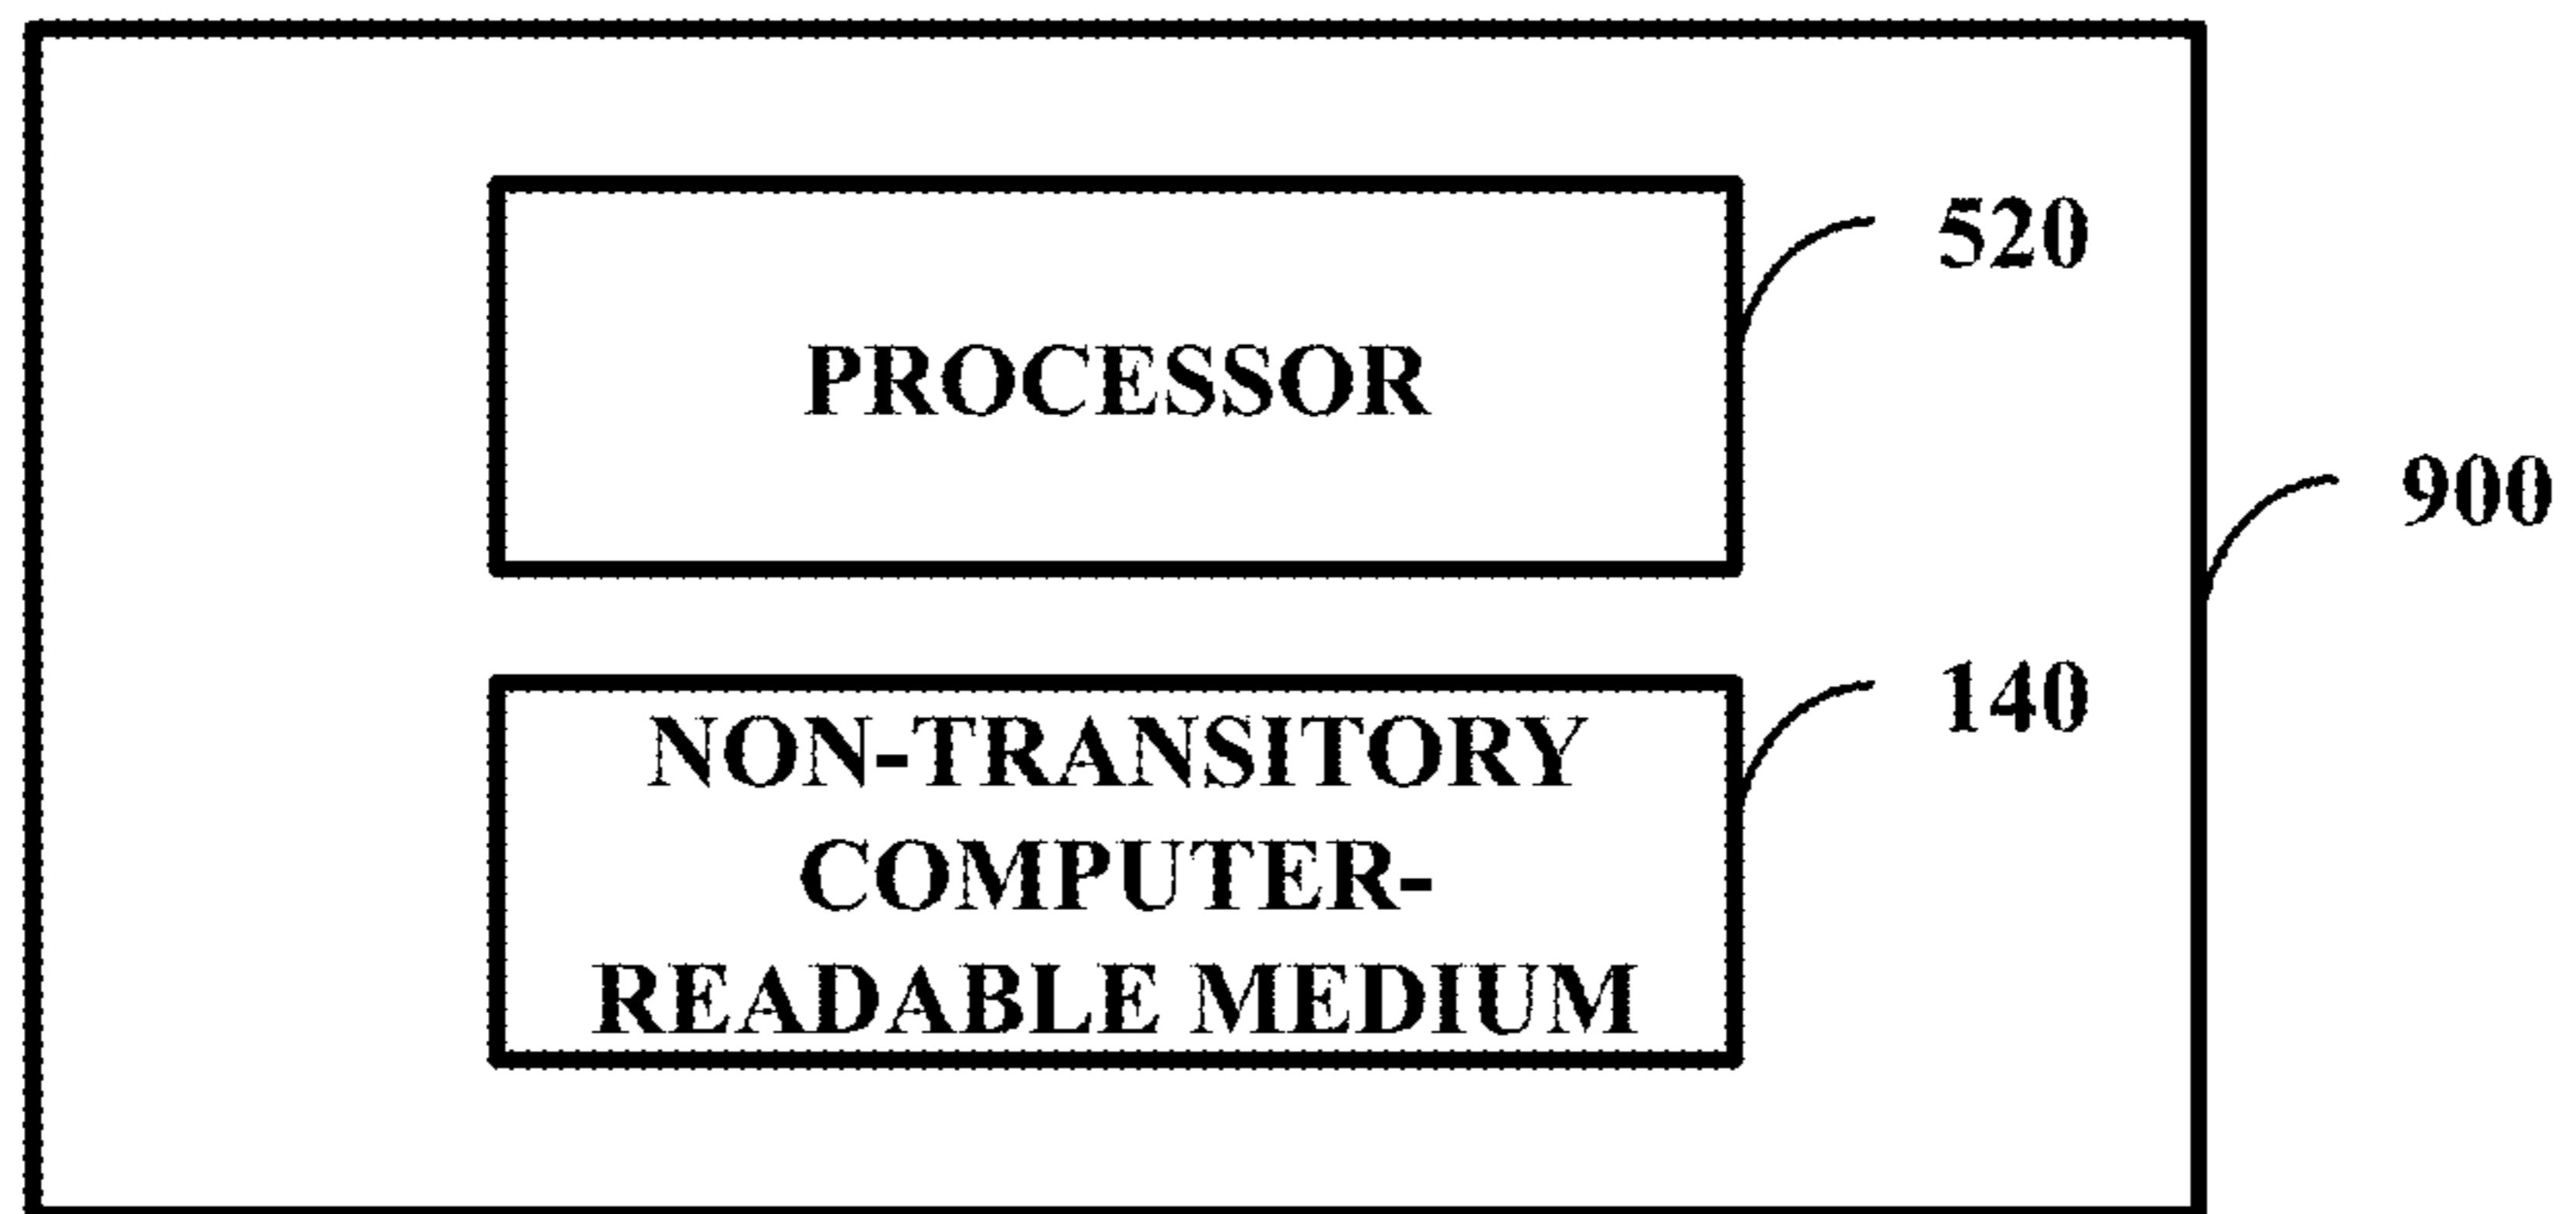 520
PROCESSOR
900
140
NON-TRANSITORY
COMPUTER-
READABLE MEDIUM